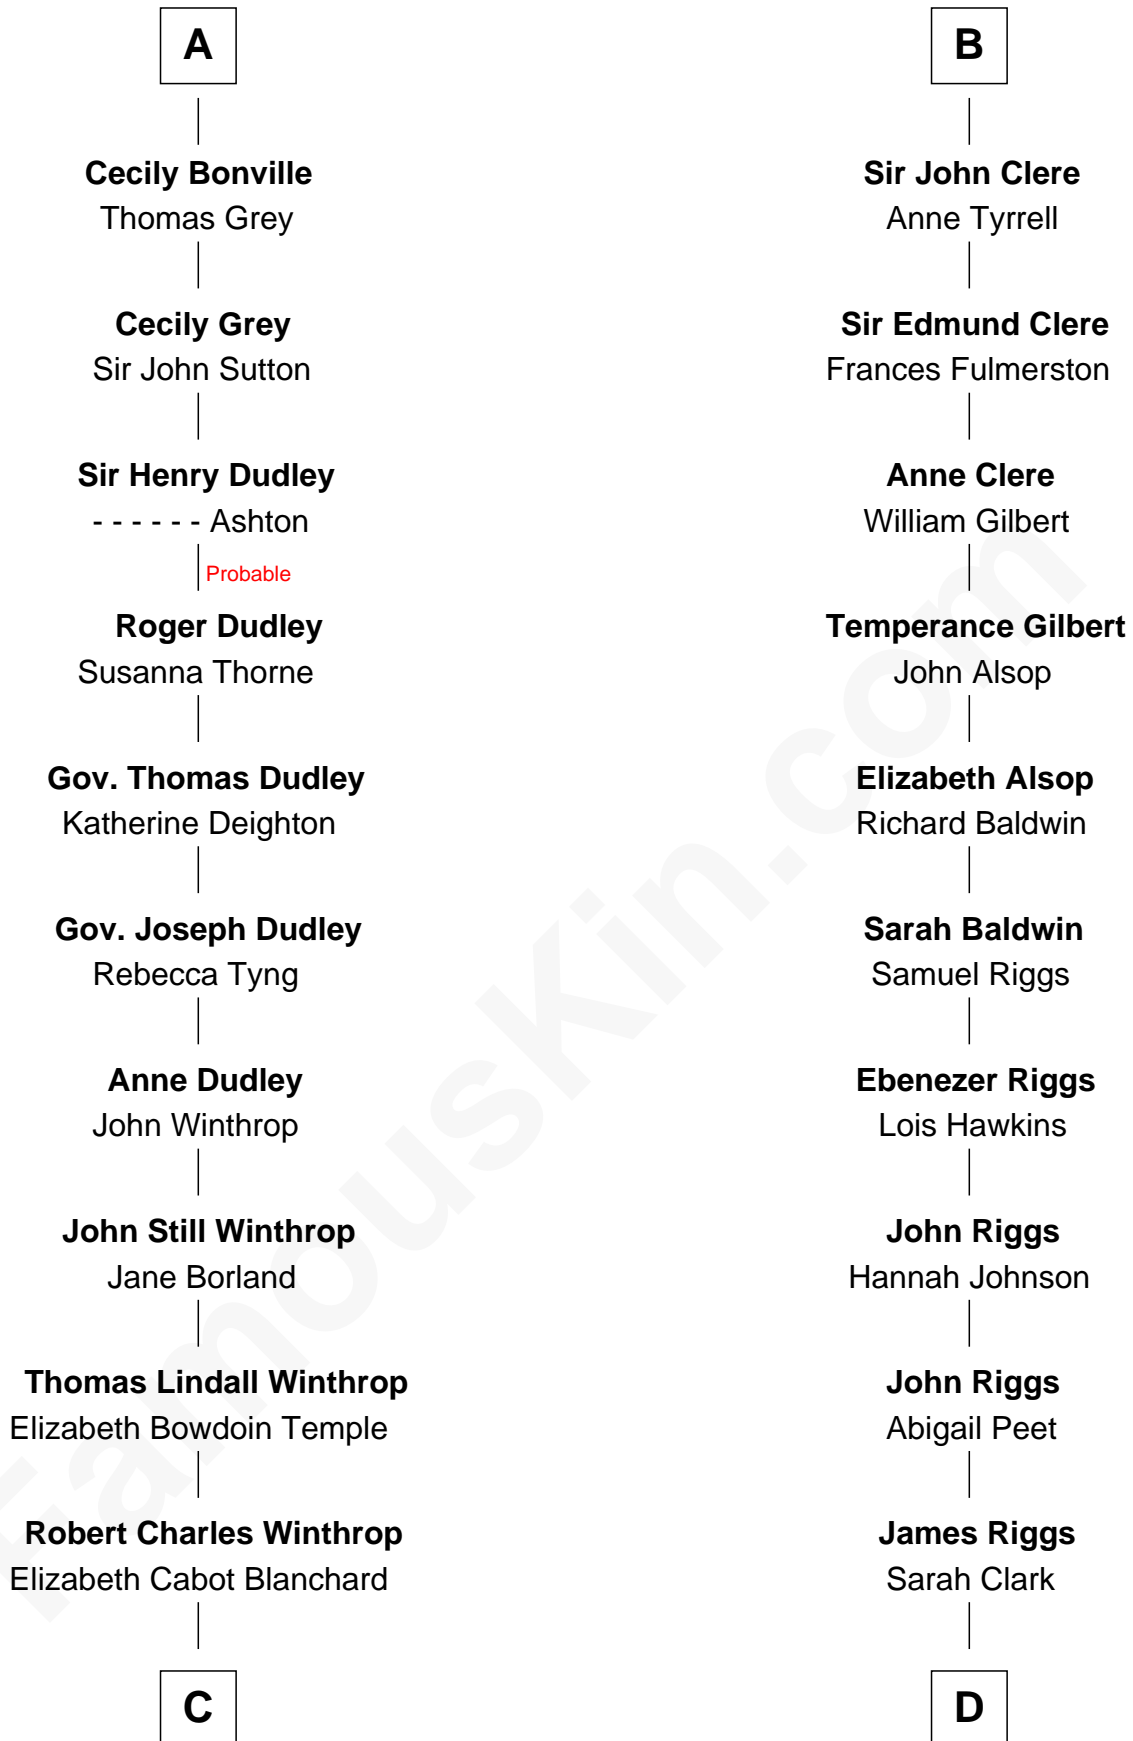 A
Cecily Bonville
Thomas Grey
Cecily Grey
Sir John Sutton
Sir Henry Dudley
- - - - - - Ashton
Probable
Roger Dudley
Susanna Thorne
Gov. Thomas Dudley
Katherine Deighton
Gov. Joseph Dudley
Rebecca Tyng
Anne Dudley
John Winthrop
John Still Winthrop
Jane Borland
Thomas Lindall Winthrop
Elizabeth Bowdoin Temple
Robert Charles Winthrop
Elizabeth Cabot Blanchard
C
B
Sir John Clere
Anne Tyrrell
Sir Edmund Clere
Frances Fulmerston
Anne Clere
William Gilbert
Temperance Gilbert
John Alsop
Elizabeth Alsop
Richard Baldwin
Sarah Baldwin
Samuel Riggs
Ebenezer Riggs
Lois Hawkins
John Riggs
Hannah Johnson
John Riggs
Abigail Peet
James Riggs
Sarah Clark
D
FamousKin.com